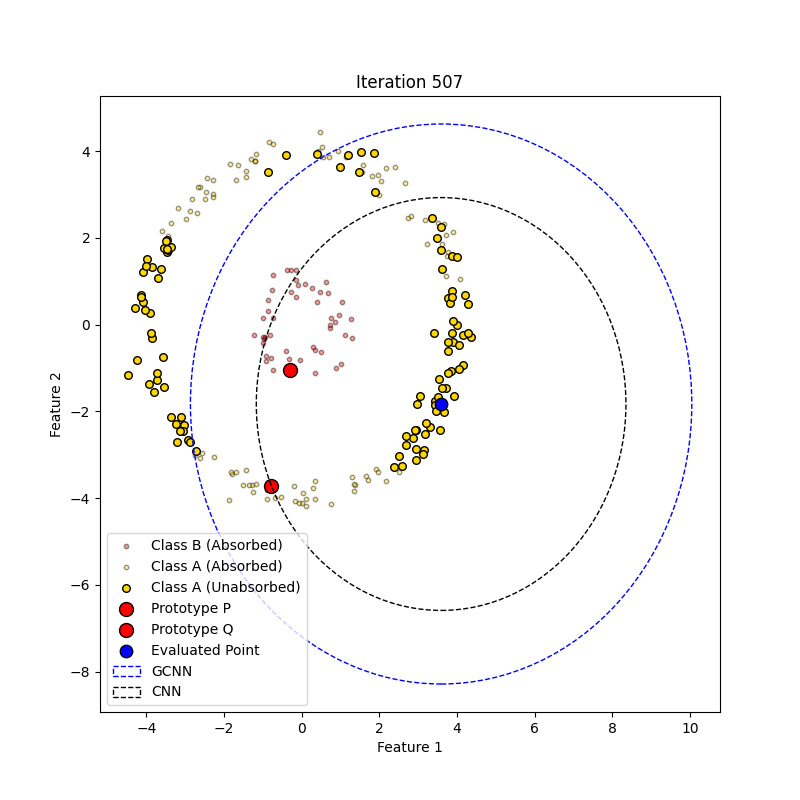 Iteration 507
Feature 2
4
2
0
−2
−4
−6
−8
Class B (Absorbed)
Class A (Absorbed)
Class A (Unabsorbed)
Prototype P
Prototype Q
Evaluated Point
GCNN
CNN
−4 −2 0 2 4 6 8 10
Feature 1